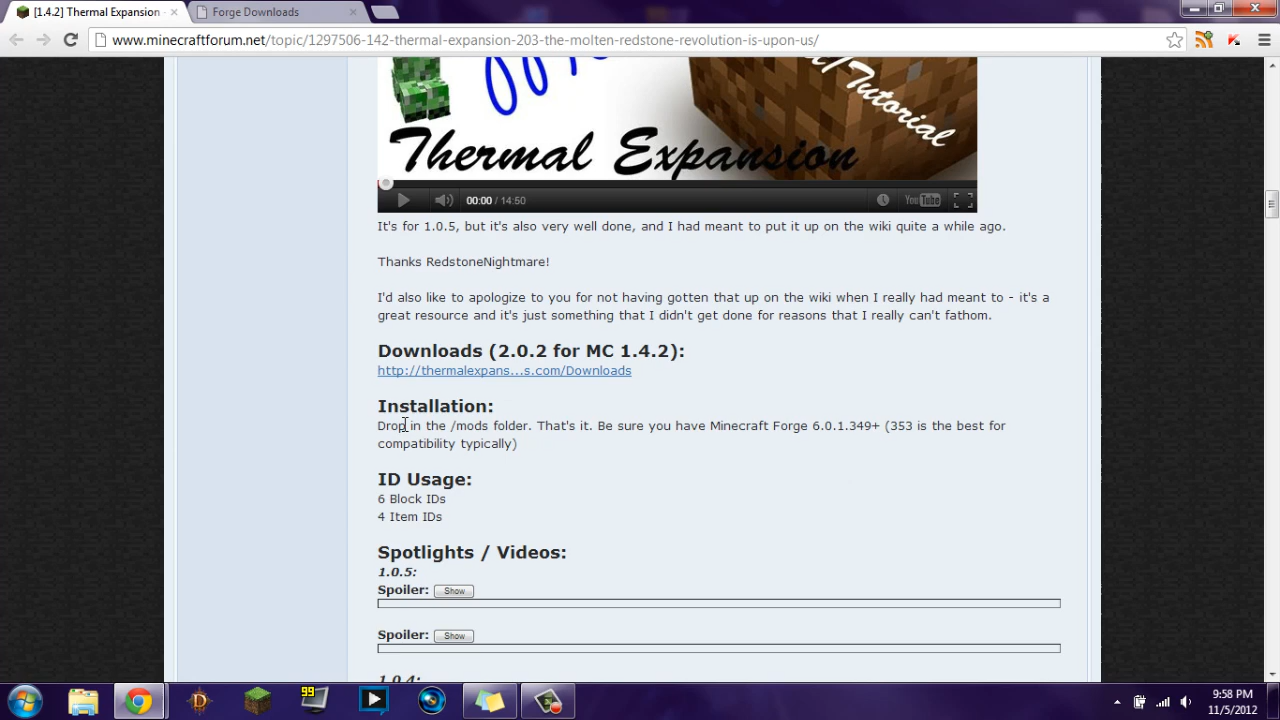 [1.4.2] Thermal Expansion
Forge Downloads
www.minecraftforum.net/topic/1297506-142-thermal-expansion-203-the-molten-redstone-revolution-is-upon-us/
/Tutorial
Thermal Expansion
00:00 / 14:50
YouTube
It's for 1.0.5, but it's also very well done, and I had meant to put it up on the wiki quite a while ago.
Thanks RedstoneNightmare!
I'd also like to apologize to you for not having gotten that up on the wiki when I really had meant to - it's a
great resource and it's just something that I didn't get done for reasons that I really can't fathom.
Downloads (2.0.2 for MC 1.4.2):
http://thermalexpans...s.com/Downloads
Installation:
Drop in the /mods folder. That's it. Be sure you have Minecraft Forge 6.0.1.349+ (353 is the best for
compatibility typically)
ID Usage:
6 Block IDs
4 Item IDs
Spotlights / Videos:
1.0.5:
Spoiler: Show
Spoiler: Show
1.0.4:
99
9:58 PM
11/5/2012